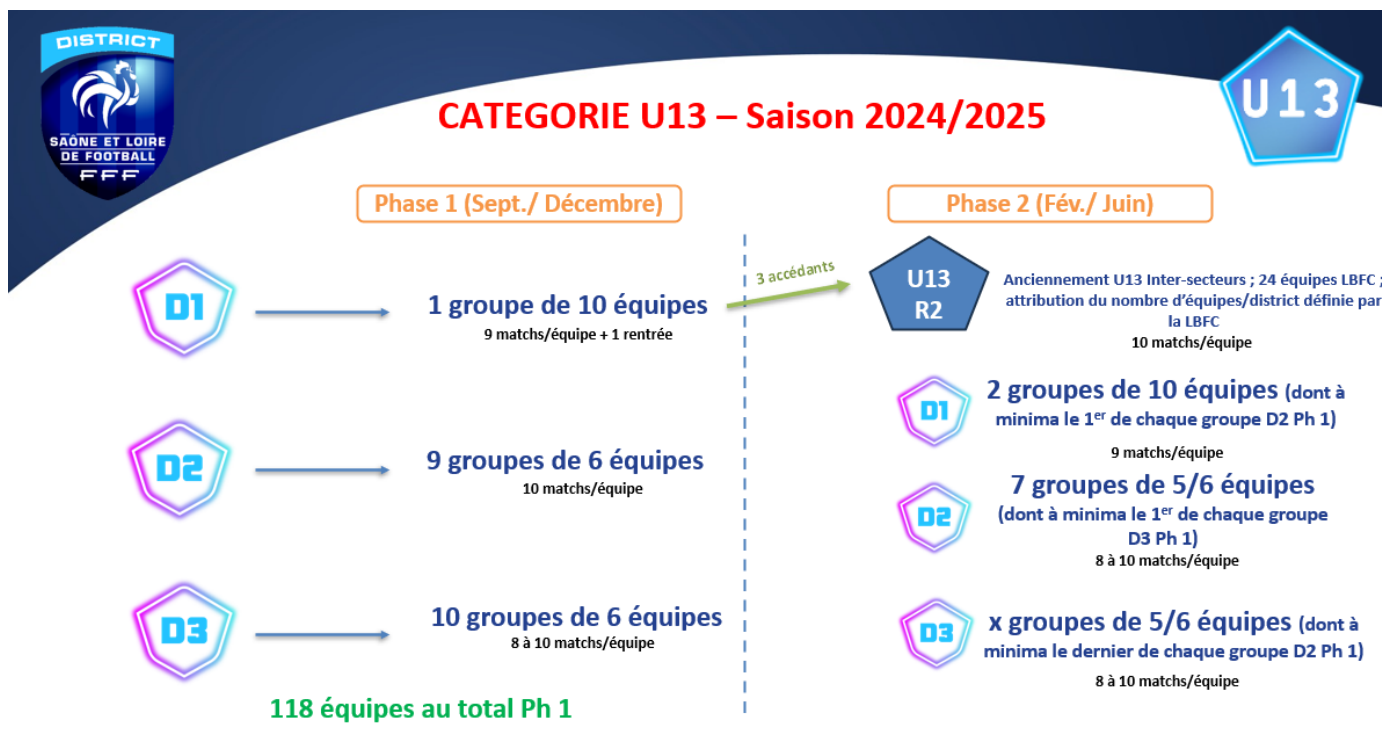 DISTRICT
SAÔNE ET LOIRE
DE FOOTBALL
FFF
U13
CATEGORIE U13 – Saison 2024/2025
Phase 1 (Sept./ Décembre)
Phase 2 (Fév./ Juin)
D1
1 groupe de 10 équipes
9 matchs/équipe + 1 rentrée
3 accédants
U13
R2
Anciennement U13 Inter-secteurs ; 24 équipes LBFC ;
attribution du nombre d'équipes/district définie par
la LBFC
10 matchs/équipe
D1
2 groupes de 10 équipes (dont à
minima le 1er de chaque groupe D2 Ph 1)
9 matchs/équipe
D2
9 groupes de 6 équipes
10 matchs/équipe
D2
7 groupes de 5/6 équipes
(dont à minima le 1er de chaque groupe
D3 Ph 1)
8 à 10 matchs/équipe
D3
10 groupes de 6 équipes
8 à 10 matchs/équipe
D3
x groupes de 5/6 équipes (dont à
minima le dernier de chaque groupe D2 Ph 1)
8 à 10 matchs/équipe
118 équipes au total Ph 1